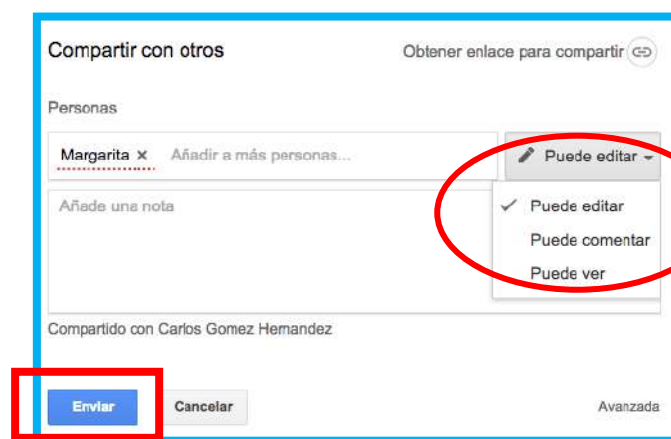 Compartir con otros
Obtener enlace para compartir
Personas
Margarita × Añadir a más personas...
Puede editar
Puede editar
Puede comentar
Puede ver
Añade una nota
Compartido con Carlos Gomez Hernandez
Enviar
Cancelar
Avanzada